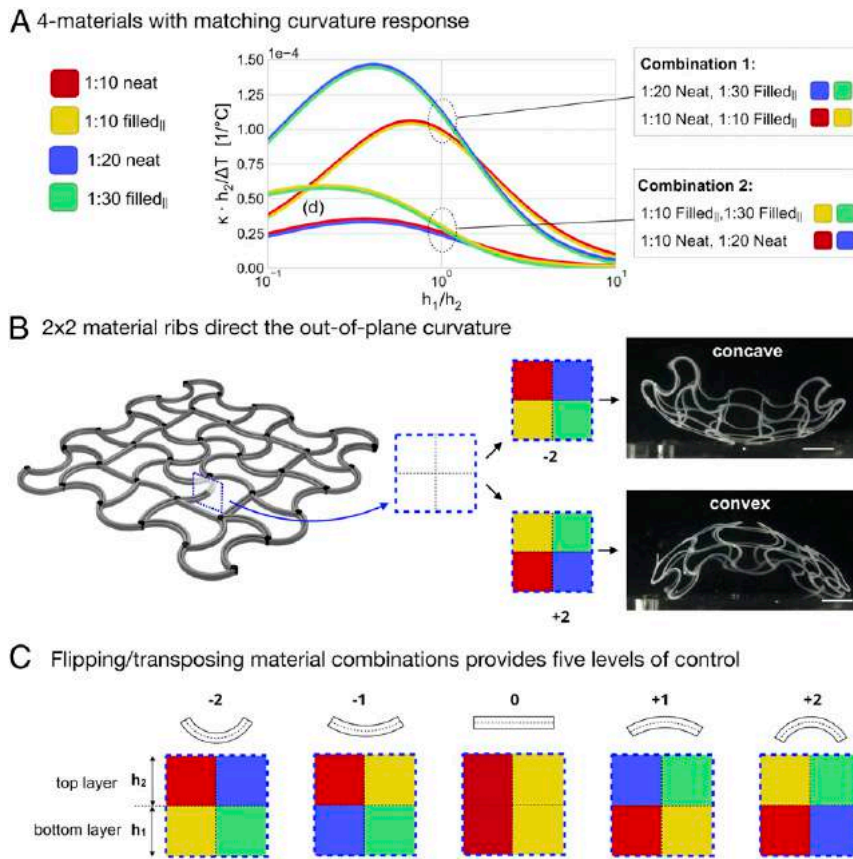 A 4-materials with matching curvature response
1:10 neat
1:10 filled||
1:20 neat
1:30 filled||
1e−4
1.50
1.25
1.00
0.75
0.50
0.25
0.00
κ · h₂/ΔT [1/°C]
(d)
10⁻¹
10⁰
10¹
h₁/h₂
Combination 1:
1:20 Neat, 1:30 Filled||
1:10 Neat, 1:10 Filled||
Combination 2:
1:10 Filled||,1:30 Filled||
1:10 Neat, 1:20 Neat
B 2x2 material ribs direct the out-of-plane curvature
-2
+2
concave
convex
C Flipping/transposing material combinations provides five levels of control
-2 -1 0 +1 +2
top layer h₂
bottom layer h₁